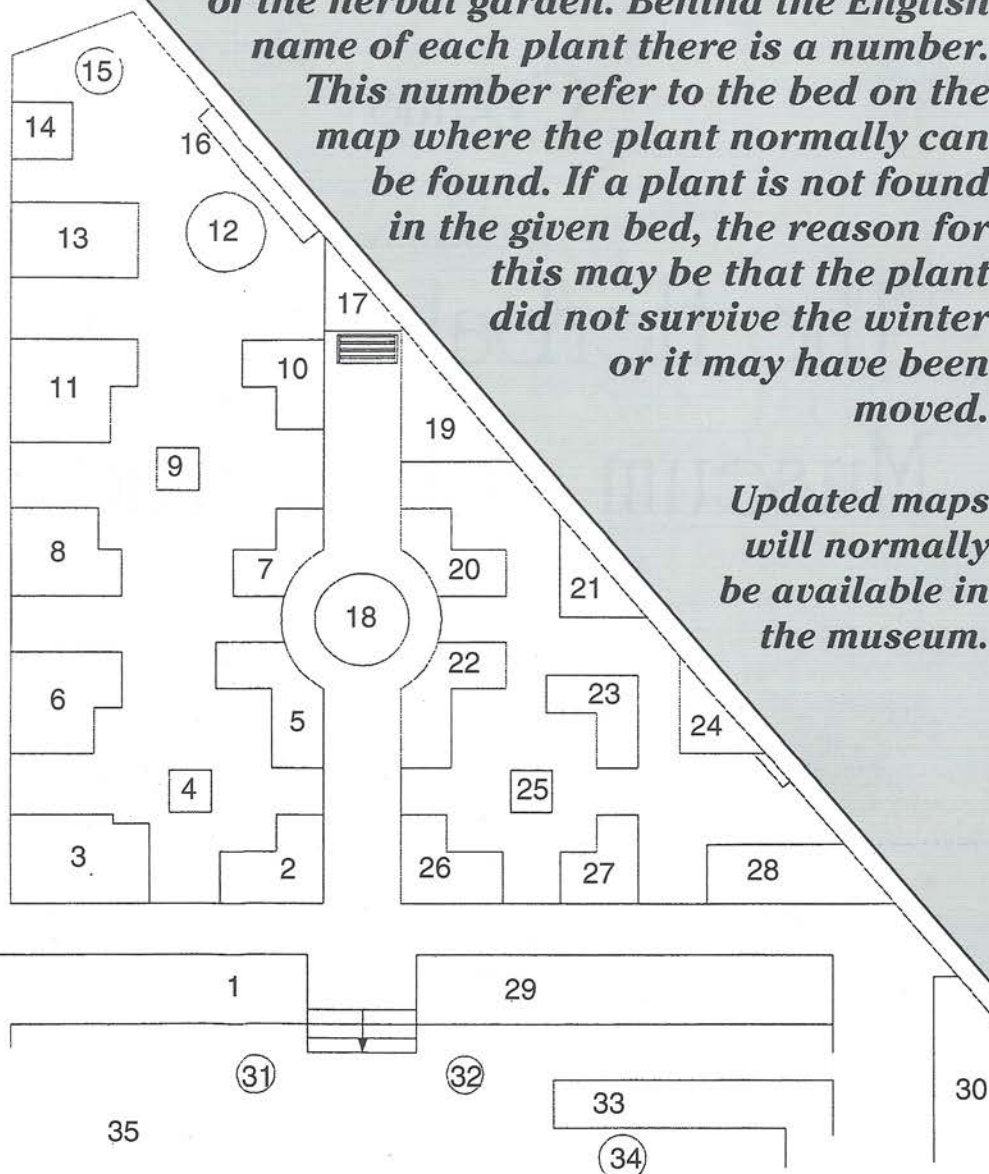 of the herbal garden. Behind the English
name of each plant there is a number.
This number refer to the bed on the
map where the plant normally can
be found. If a plant is not found
in the given bed, the reason for
this may be that the plant
did not survive the winter
or it may have been
moved.
Updated maps
will normally
be available in
the museum.
15
14
16
13
12
17
10
11
19
9
8
7
20
21
18
22
6
5
23
24
4
25
3
2
26
27
28
1
29
31
32
30
33
35
34